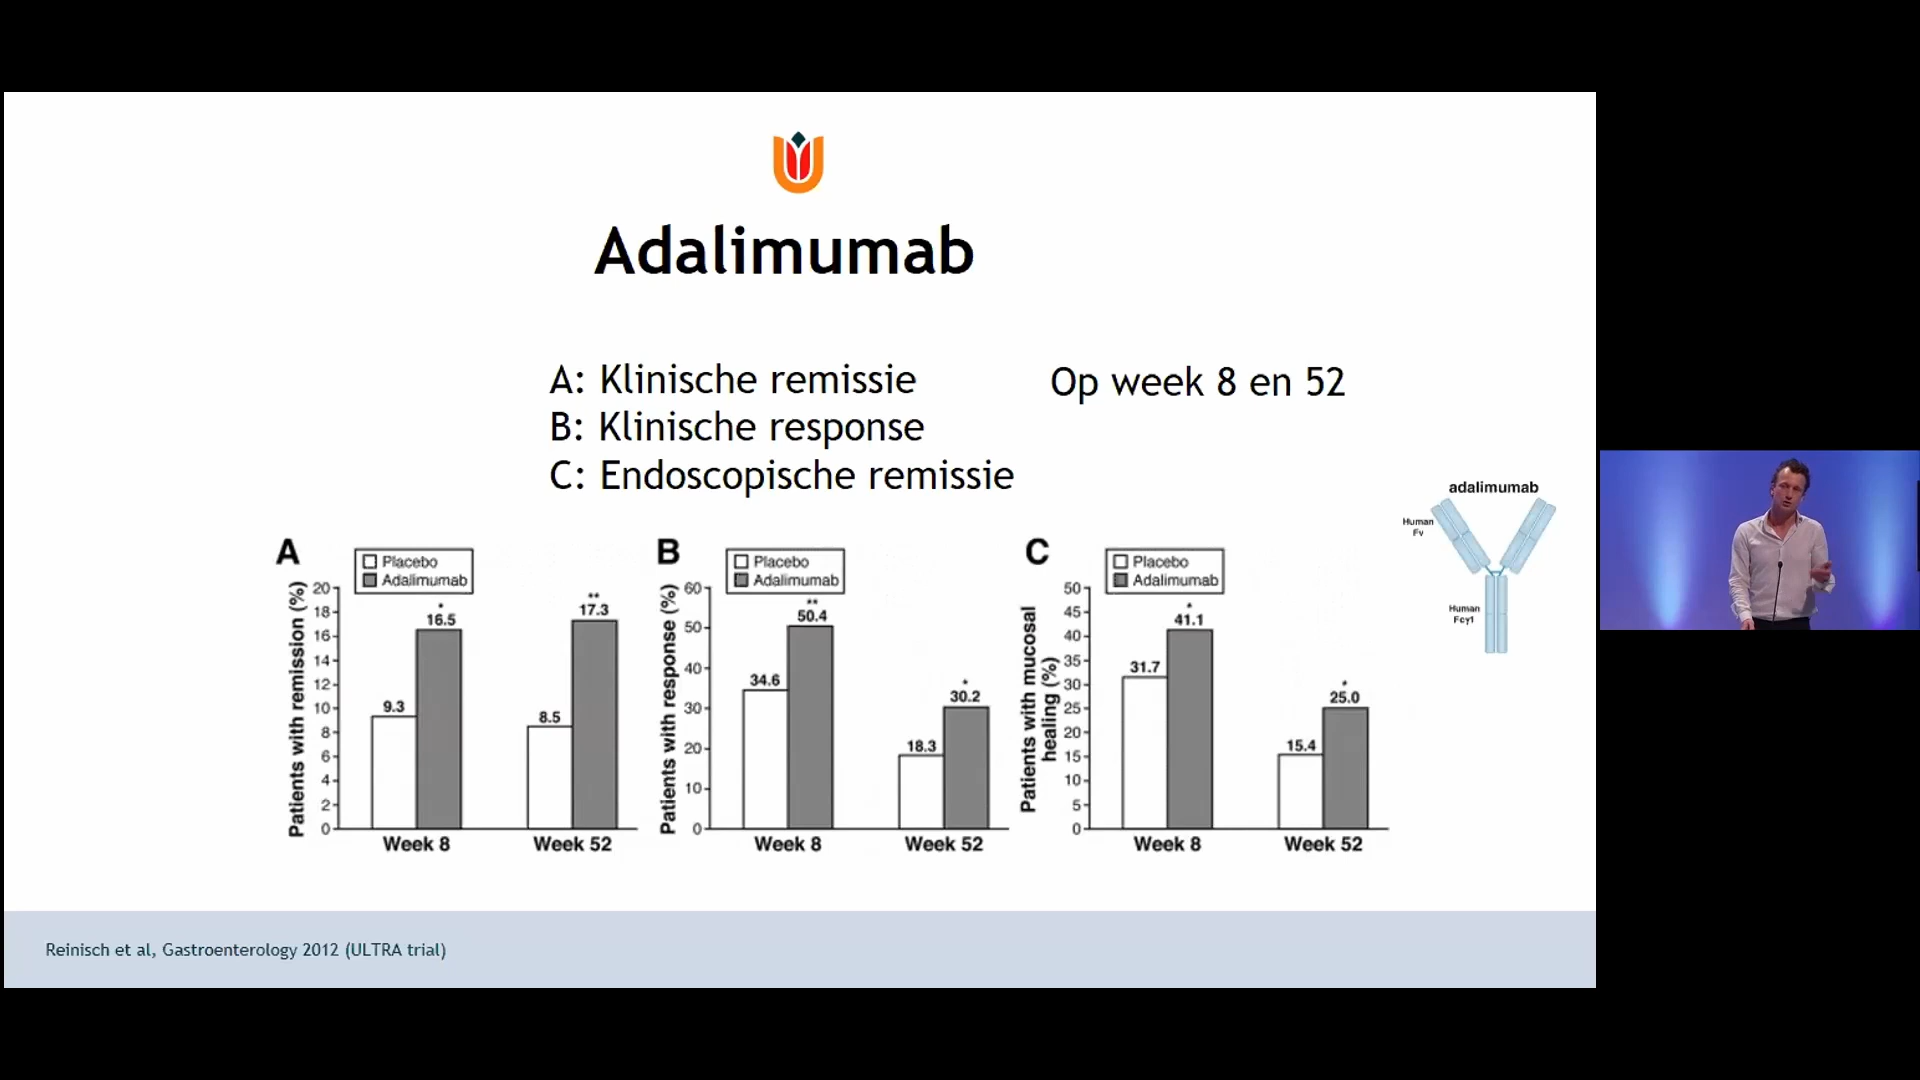 Adalimumab
A: Klinische remissie
B: Klinische response
C: Endoscopische remissie
Op week 8 en 52
adalimumab
Human
Fv
Human
Fcγ1
A
Placebo
Adalimumab
Patients with remission (%)
20
18
16
14
12
10
8
6
4
2
0
9.3
*
16.5
8.5
**
17.3
Week 8
Week 52
B
Placebo
Adalimumab
Patients with response (%)
60
50
40
30
20
10
0
34.6
**
50.4
18.3
*
30.2
Week 8
Week 52
C
Placebo
Adalimumab
Patients with mucosal
healing (%)
50
45
40
35
30
25
20
15
10
5
0
31.7
*
41.1
15.4
*
25.0
Week 8
Week 52
Reinisch et al, Gastroenterology 2012 (ULTRA trial)